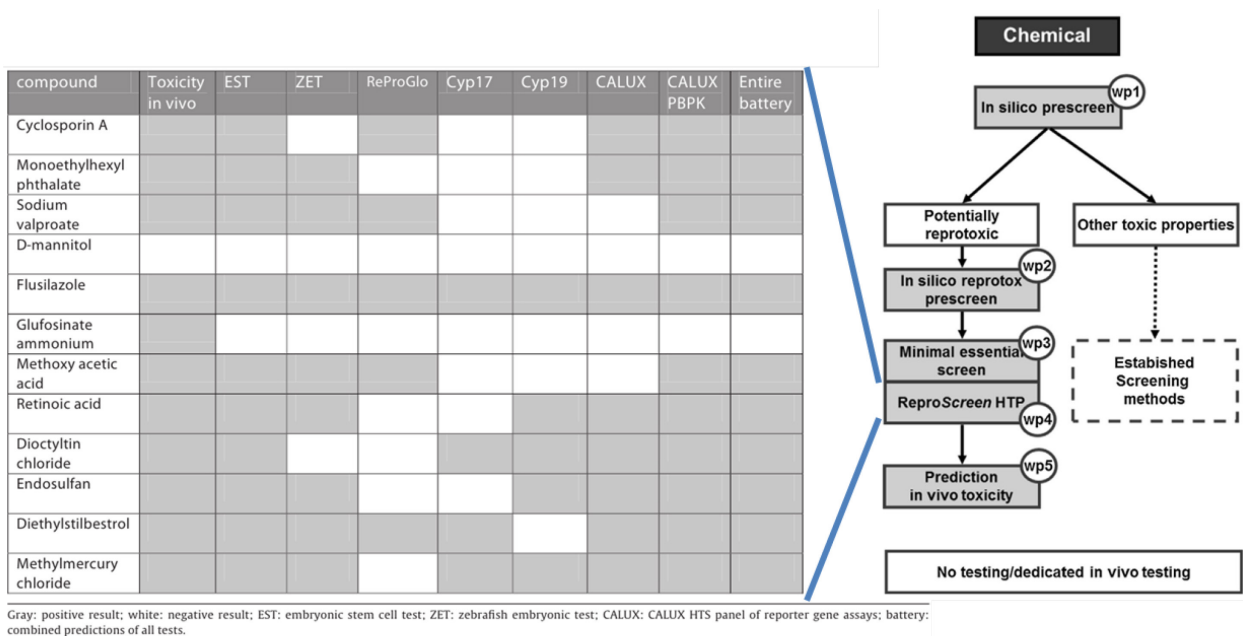 compound Toxicity in vivo EST ZET ReProGlo Cyp17 Cyp19 CALUX CALUX PBPK Entire battery
Cyclosporin A
Monoethylhexyl
phthalate
Sodium
valproate
D-mannitol
Flusilazole
Glufosinate
ammonium
Methoxy acetic
acid
Retinoic acid
Dioctyltin
chloride
Endosulfan
Diethylstilbestrol
Methylmercury
chloride
Gray: positive result; white: negative result; EST: embryonic stem cell test; ZET: zebrafish embryonic test; CALUX: CALUX HTS panel of reporter gene assays; battery:
combined predictions of all tests.
Chemical
wp1
In silico prescreen
Potentially
reprotoxic
Other toxic properties
wp2
In silico reprotox
prescreen
wp3
Minimal essential
screen
ReproScreen HTP
wp4
Estabished
Screening
methods
wp5
Prediction
in vivo toxicity
No testing/dedicated in vivo testing